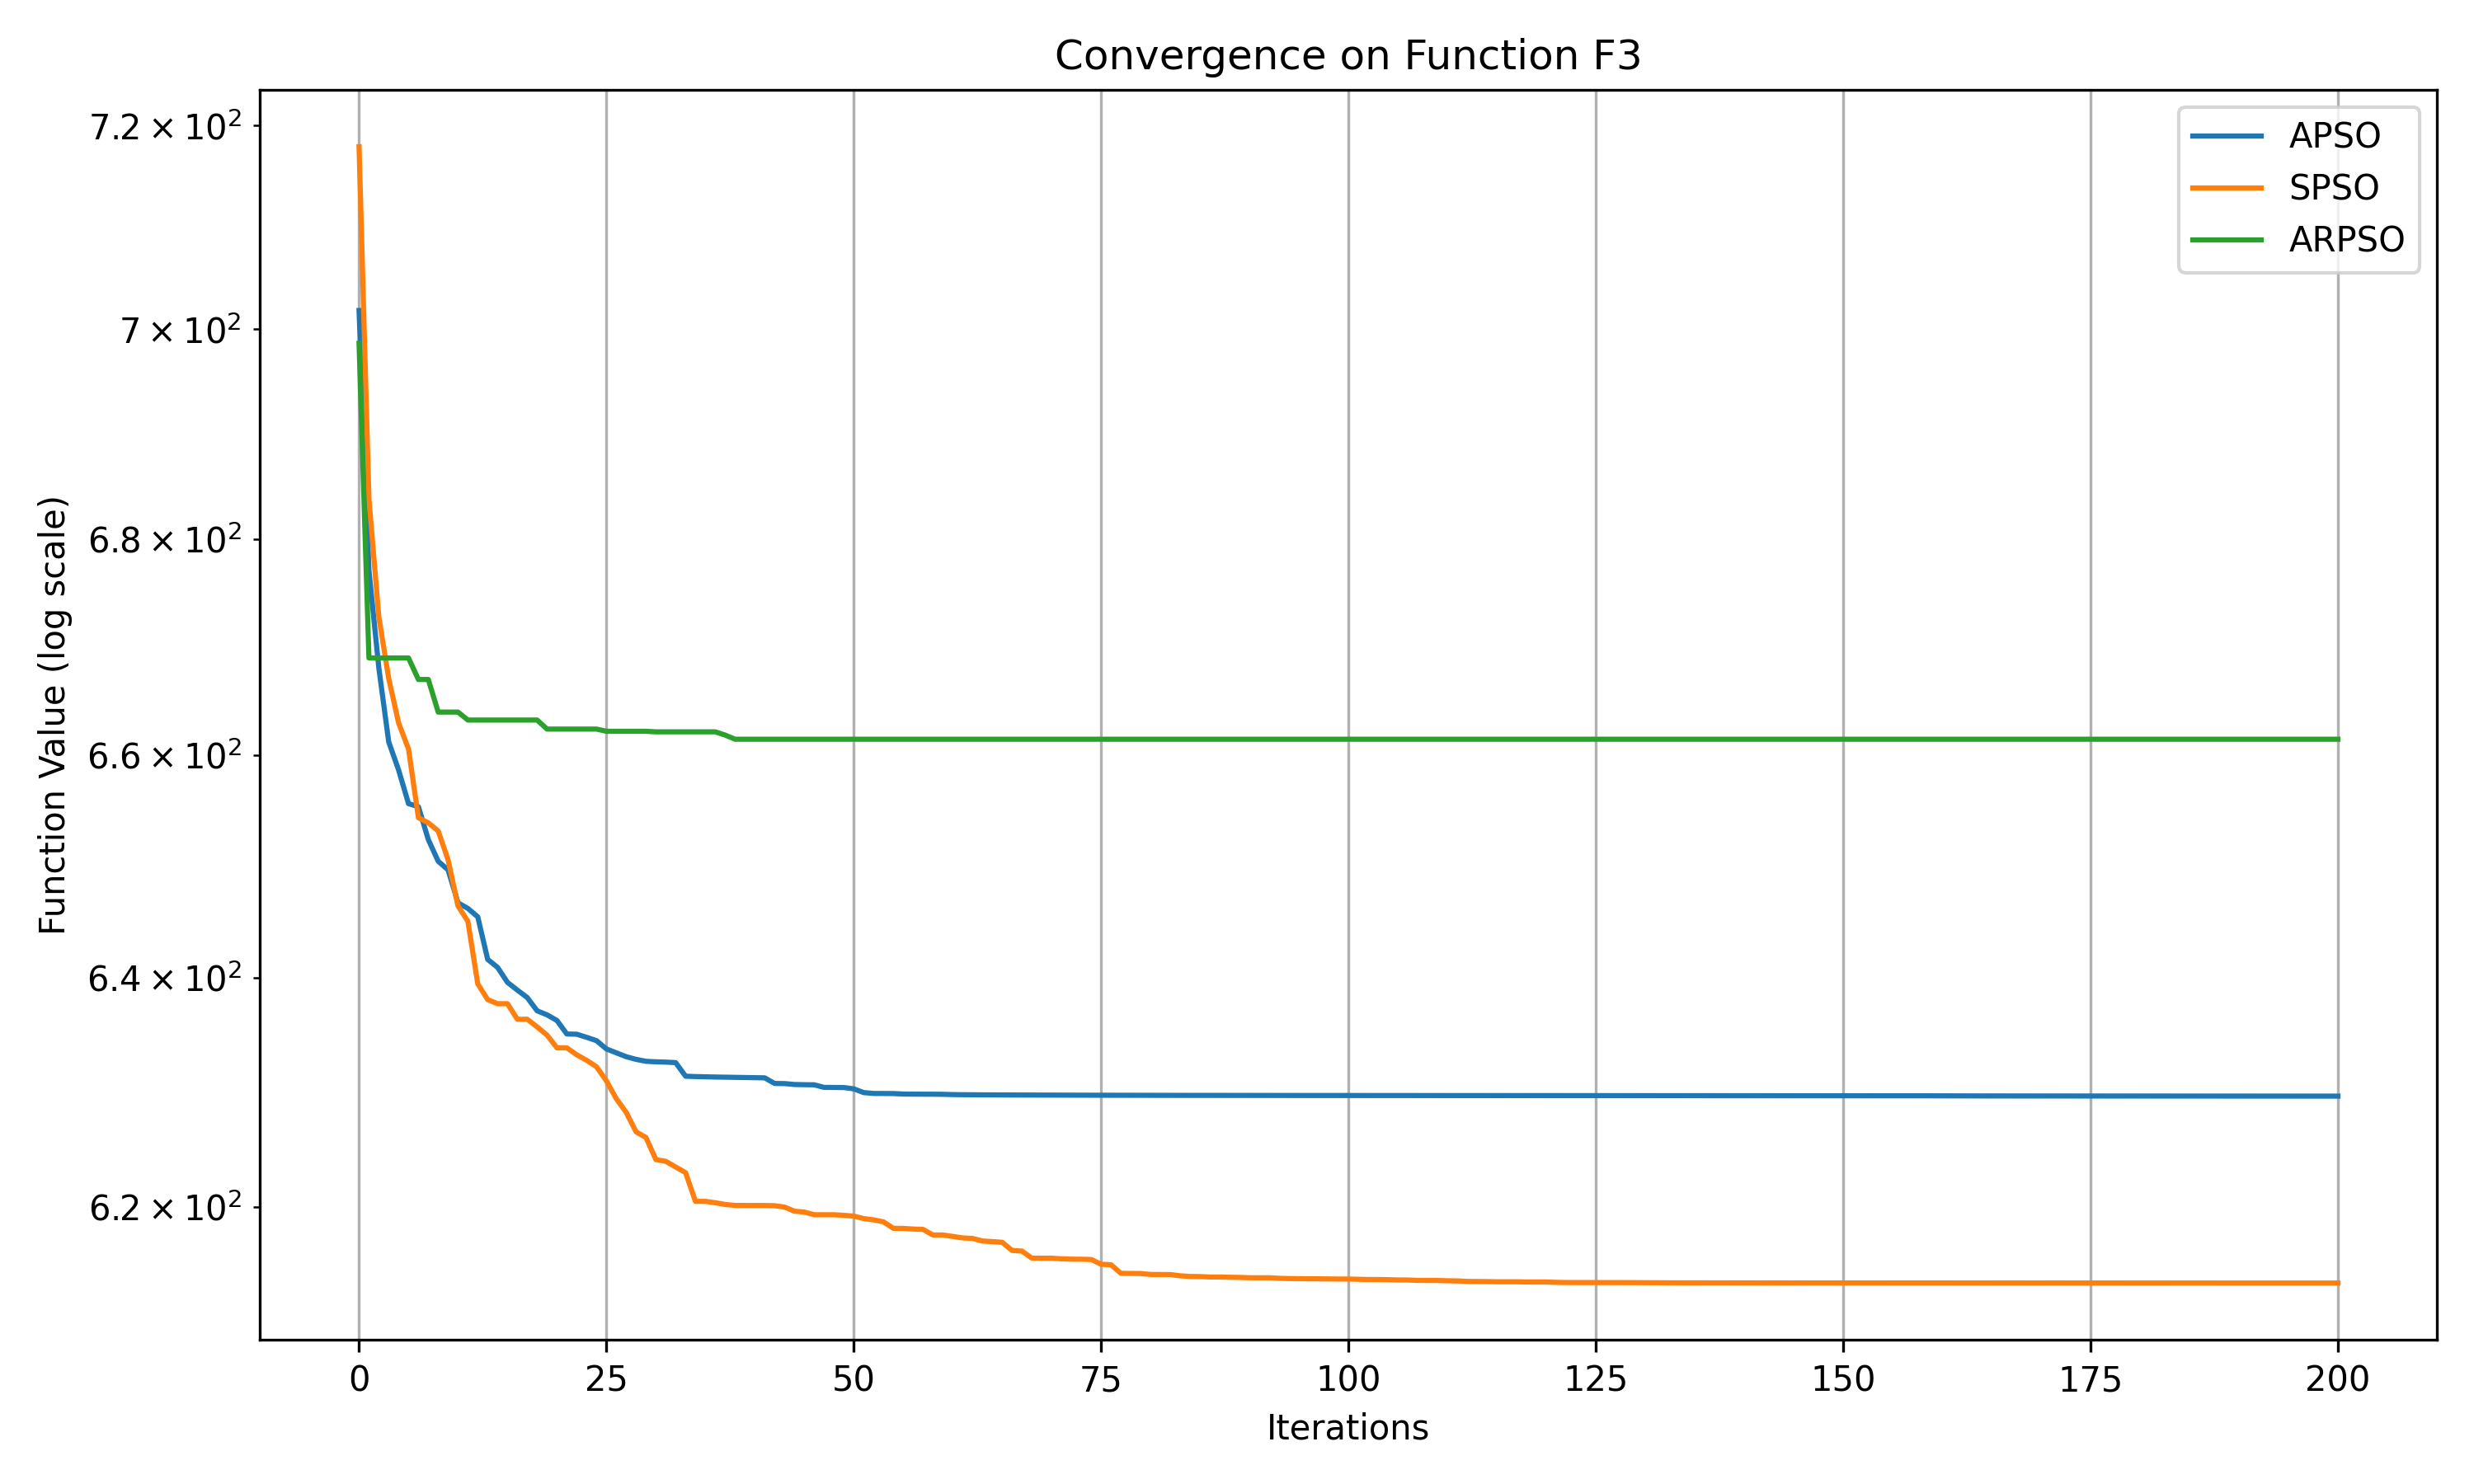 Convergence on Function F3
Function Value (log scale)
7.2 × 10²
7 × 10²
6.8 × 10²
6.6 × 10²
6.4 × 10²
6.2 × 10²
APSO
SPSO
ARPSO
0 25 50 75 100 125 150 175 200
Iterations